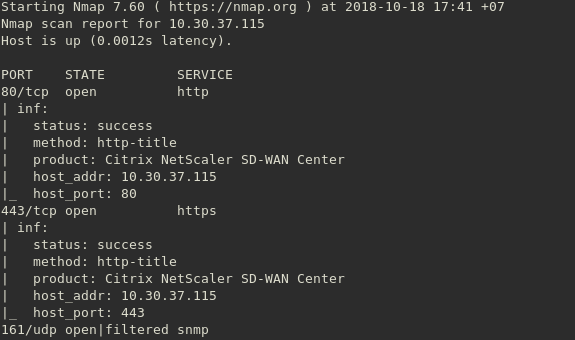 Starting Nmap 7.60 ( https://nmap.org ) at 2018-10-18 17:41 +07
Nmap scan report for 10.30.37.115
Host is up (0.0012s latency).

PORT    STATE         SERVICE
80/tcp  open          http
| inf:
|   status: success
|   method: http-title
|   product: Citrix NetScaler SD-WAN Center
|   host_addr: 10.30.37.115
|_  host_port: 80
443/tcp open          https
| inf:
|   status: success
|   method: http-title
|   product: Citrix NetScaler SD-WAN Center
|   host_addr: 10.30.37.115
|_  host_port: 443
161/udp open|filtered snmp